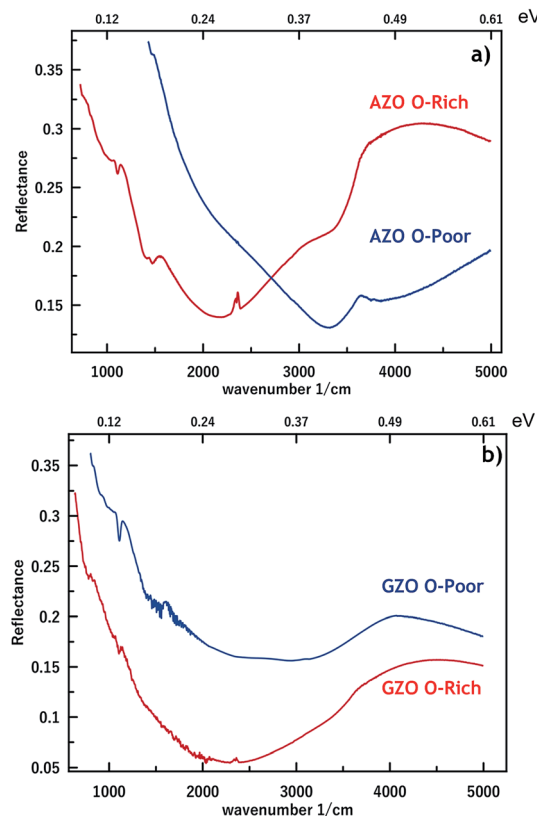 0.12 0.24 0.37 0.49 0.61 eV
a)
0.35
AZO O-Rich
0.3
0.25
Reflectance
AZO O-Poor
0.2
0.15
1000 2000 3000 4000 5000
wavenumber 1/cm
0.12 0.24 0.37 0.49 0.61 eV
b)
0.35
0.3
0.25
GZO O-Poor
0.2
Reflectance
0.15
GZO O-Rich
0.1
0.05
1000 2000 3000 4000 5000
wavenumber 1/cm